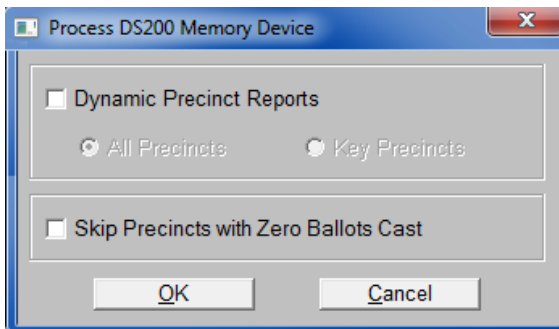 Process DS200 Memory Device
Dynamic Precinct Reports
All Precincts Key Precincts
Skip Precincts with Zero Ballots Cast
OK Cancel